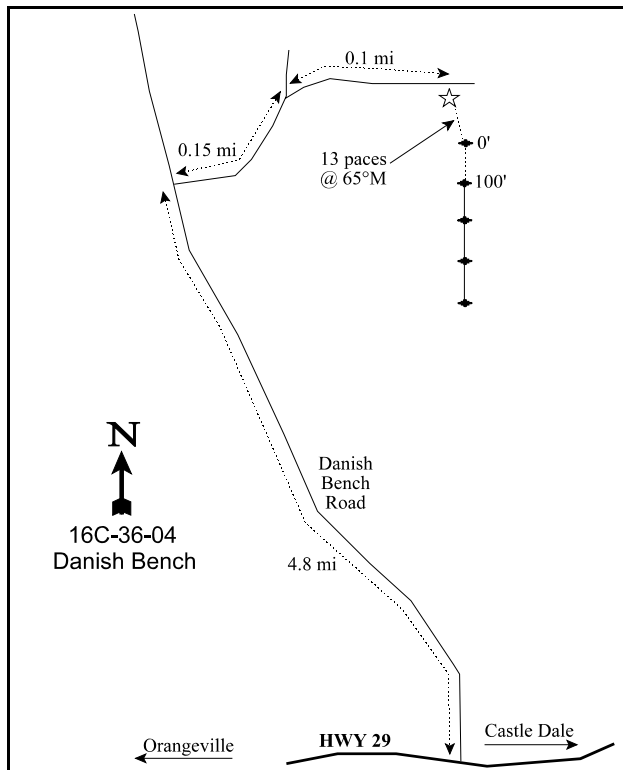 0.1 mi
0.15 mi
13 paces
@ 65°M
0'
100'
N
16C-36-04
Danish Bench
Danish
Bench
Road
4.8 mi
Orangeville
HWY 29
Castle Dale